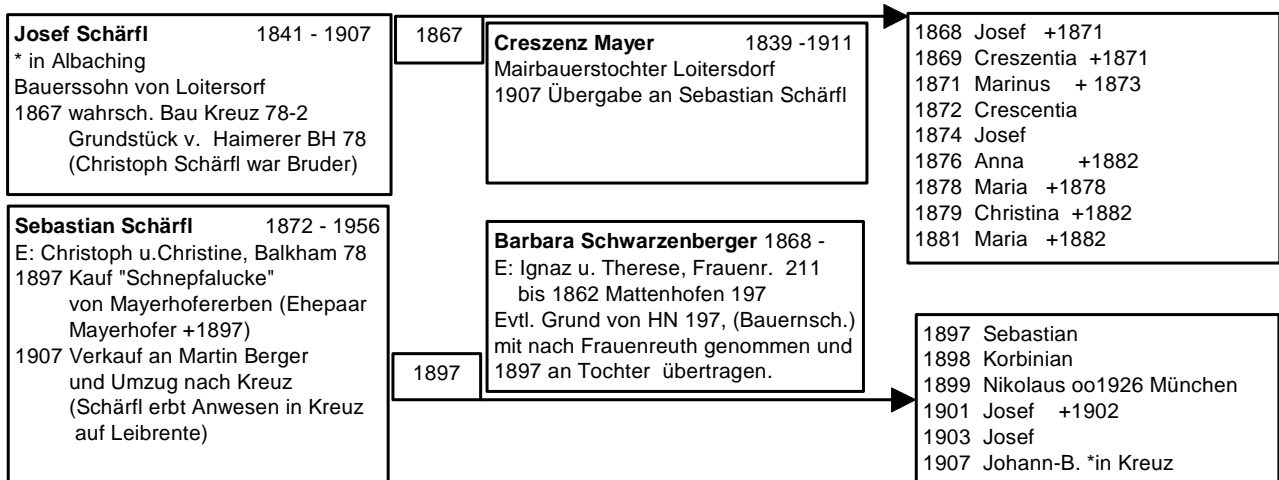 Josef Schärfl 1841 - 1907
* in Albaching
Bauerssohn von Loitersorf
1867 wahrsch. Bau Kreuz 78-2
Grundstück v. Haimerer BH 78
(Christoph Schärfl war Bruder)
1867
Creszenz Mayer 1839 -1911
Mairbauerstochter Loitersdorf
1907 Übergabe an Sebastian Schärfl
1868 Josef +1871
1869 Creszentia +1871
1871 Marinus + 1873
1872 Crescentia
1874 Josef
1876 Anna +1882
1878 Maria +1878
1879 Christina +1882
1881 Maria +1882
Sebastian Schärfl 1872 - 1956
E: Christoph u.Christine, Balkham 78
1897 Kauf "Schnepfalucke"
von Mayerhofererben (Ehepaar
Mayerhofer +1897)
1907 Verkauf an Martin Berger
und Umzug nach Kreuz
(Schärfl erbt Anwesen in Kreuz
auf Leibrente)
1897
Barbara Schwarzenberger 1868 -
E: Ignaz u. Therese, Frauenr. 211
bis 1862 Mattenhofen 197
Evtl. Grund von HN 197, (Bauernsch.)
mit nach Frauenreuth genommen und
1897 an Tochter übertragen.
1897 Sebastian
1898 Korbinian
1899 Nikolaus oo1926 München
1901 Josef +1902
1903 Josef
1907 Johann-B. *in Kreuz